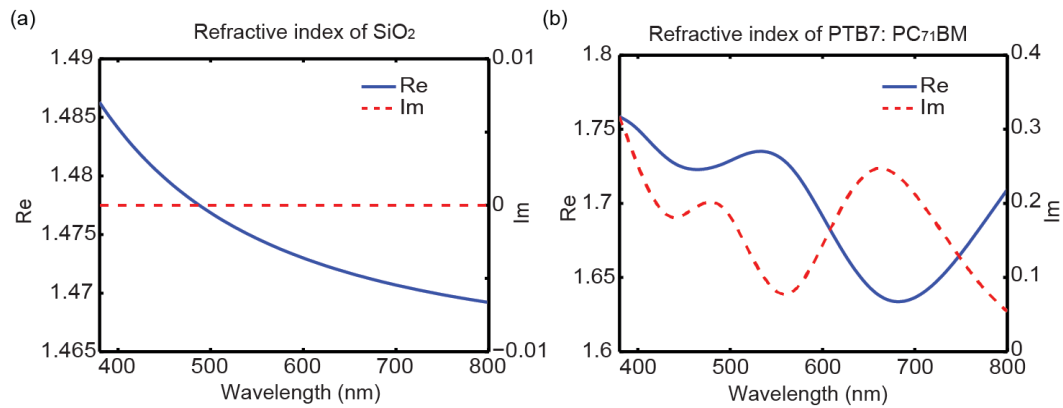 (a)
Refractive index of SiO2
1.49
1.485
1.48
1.475
1.47
1.465
Re
0.01
0
−0.01
Im
Re
Im
400 500 600 700 800
Wavelength (nm)
(b)
Refractive index of PTB7: PC71BM
1.8
1.75
1.7
1.65
1.6
Re
0.4
0.3
0.2
0.1
0
Im
Re
Im
400 500 600 700 800
Wavelength (nm)